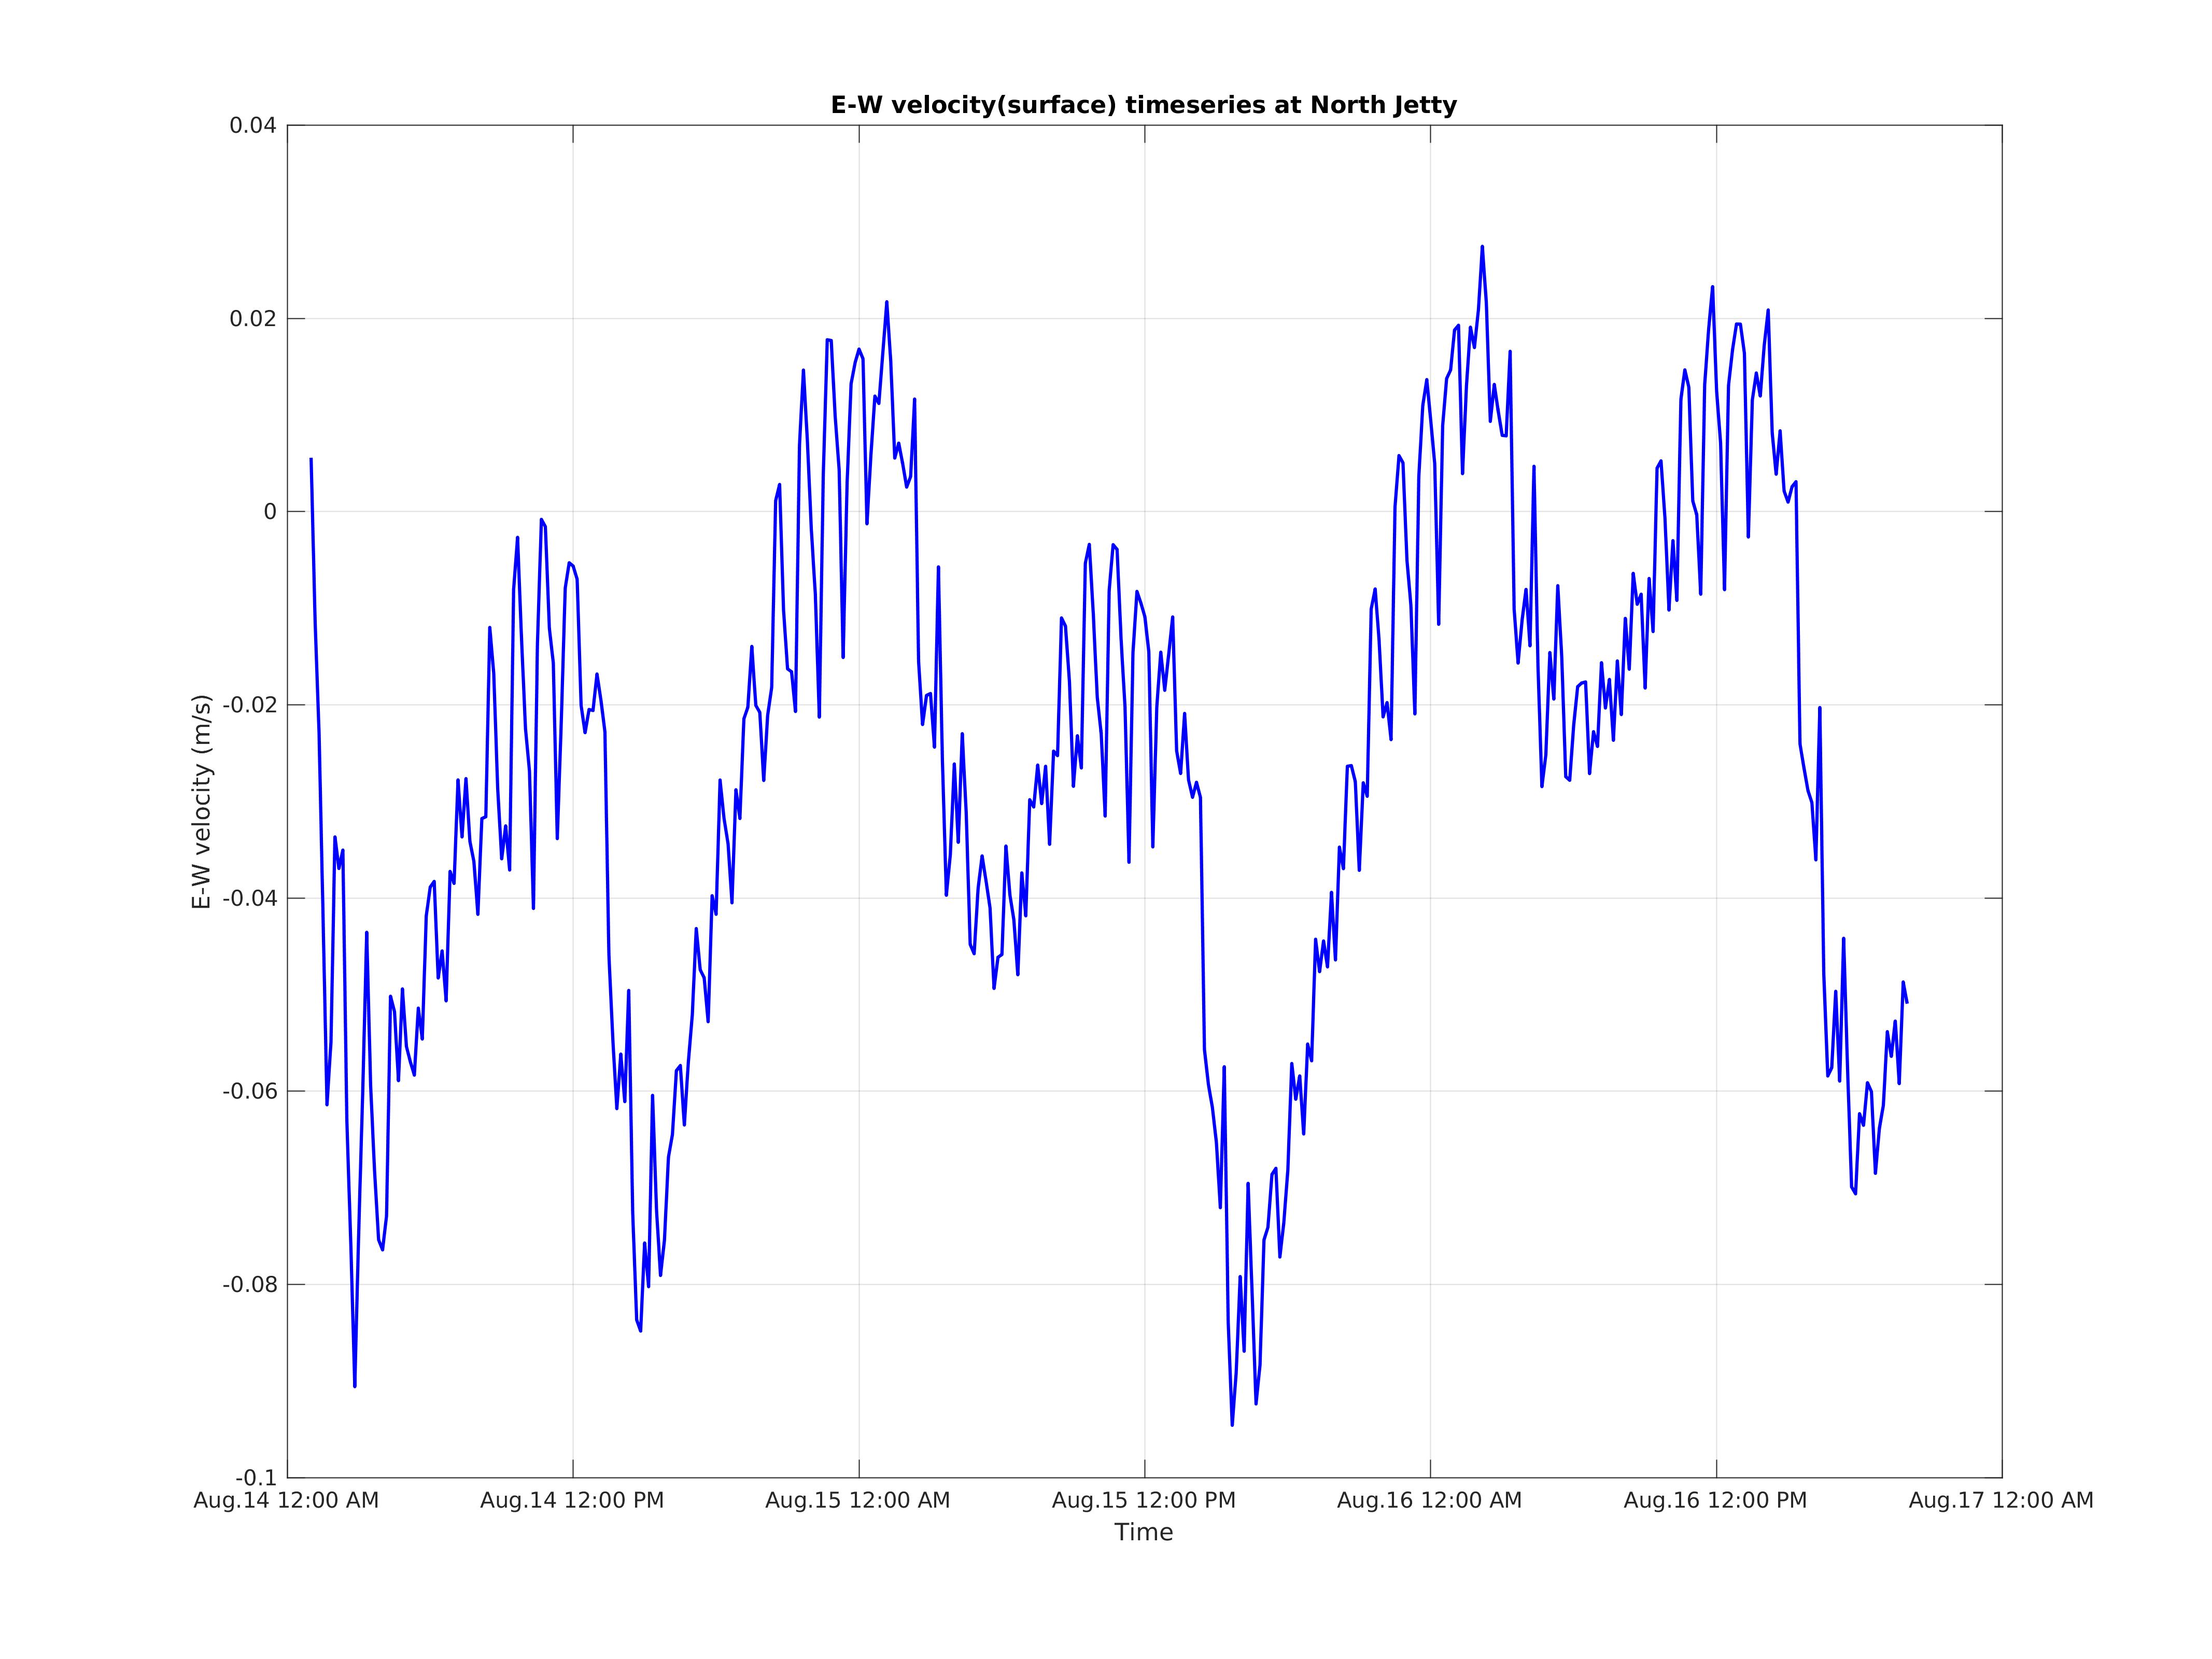 E-W velocity(surface) timeseries at North Jetty
0.04
0.02
0
-0.02
-0.04
-0.06
-0.08
-0.1
E-W velocity (m/s)
Aug.14 12:00 AM Aug.14 12:00 PM Aug.15 12:00 AM Aug.15 12:00 PM Aug.16 12:00 AM Aug.16 12:00 PM Aug.17 12:00 AM
Time